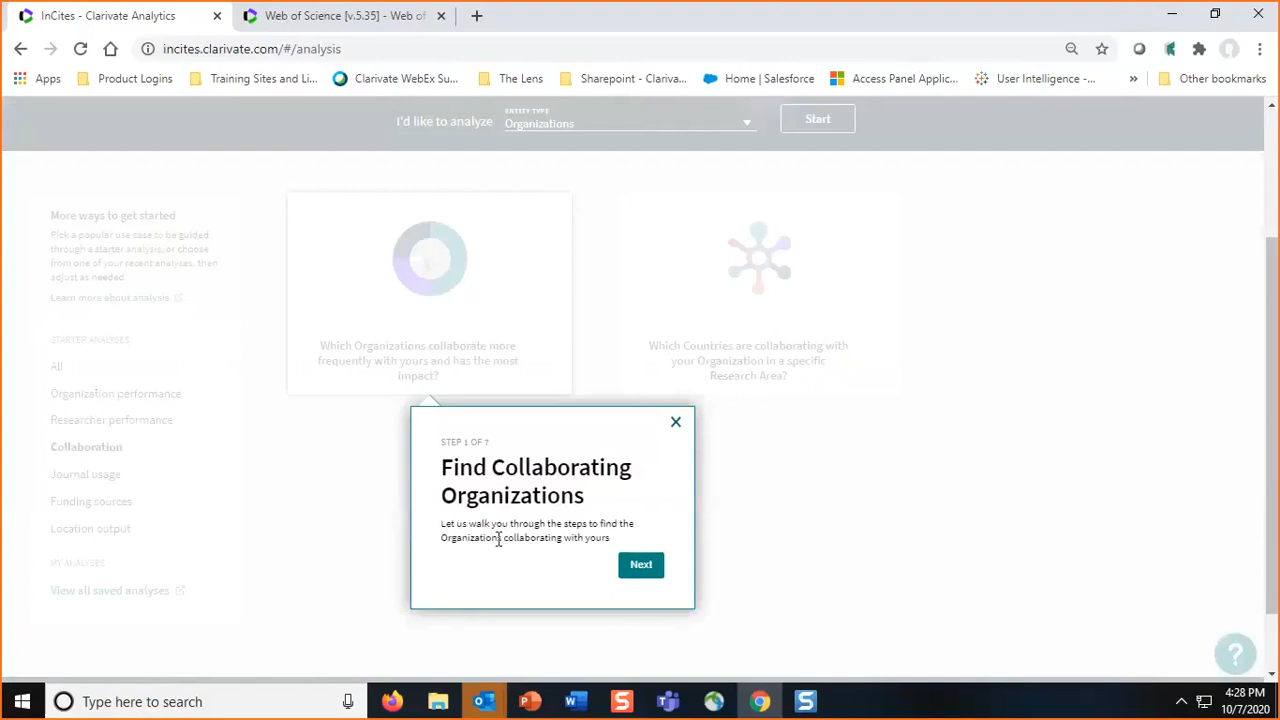 InCites - Clarivate Analytics
Web of Science [v.5.35] - Web of
incites.clarivate.com/#/analysis
Apps
Product Logins
Training Sites and Li...
Clarivate WebEx Su...
The Lens
Sharepoint - Clariva...
Home | Salesforce
Access Panel Applic...
User Intelligence -...
»
Other bookmarks
I'd like to analyze
ENTITY TYPE
Organizations
Start
More ways to get started
Pick a popular use case to be guided
through a starter analysis, or choose
from one of your recent analyses, then
adjust as needed.
Learn more about analysis
STARTER ANALYSES
All
Organization performance
Researcher performance
Collaboration
Journal usage
Funding sources
Location output
MY ANALYSES
View all saved analyses
Which Organizations collaborate more
frequently with yours and has the most
impact?
Which Countries are collaborating with
your Organization in a specific
Research Area?
STEP 1 OF 7
Find Collaborating
Organizations
Let us walk you through the steps to find the
Organizations collaborating with yours
Next
?
Type here to search
4:28 PM
10/7/2020